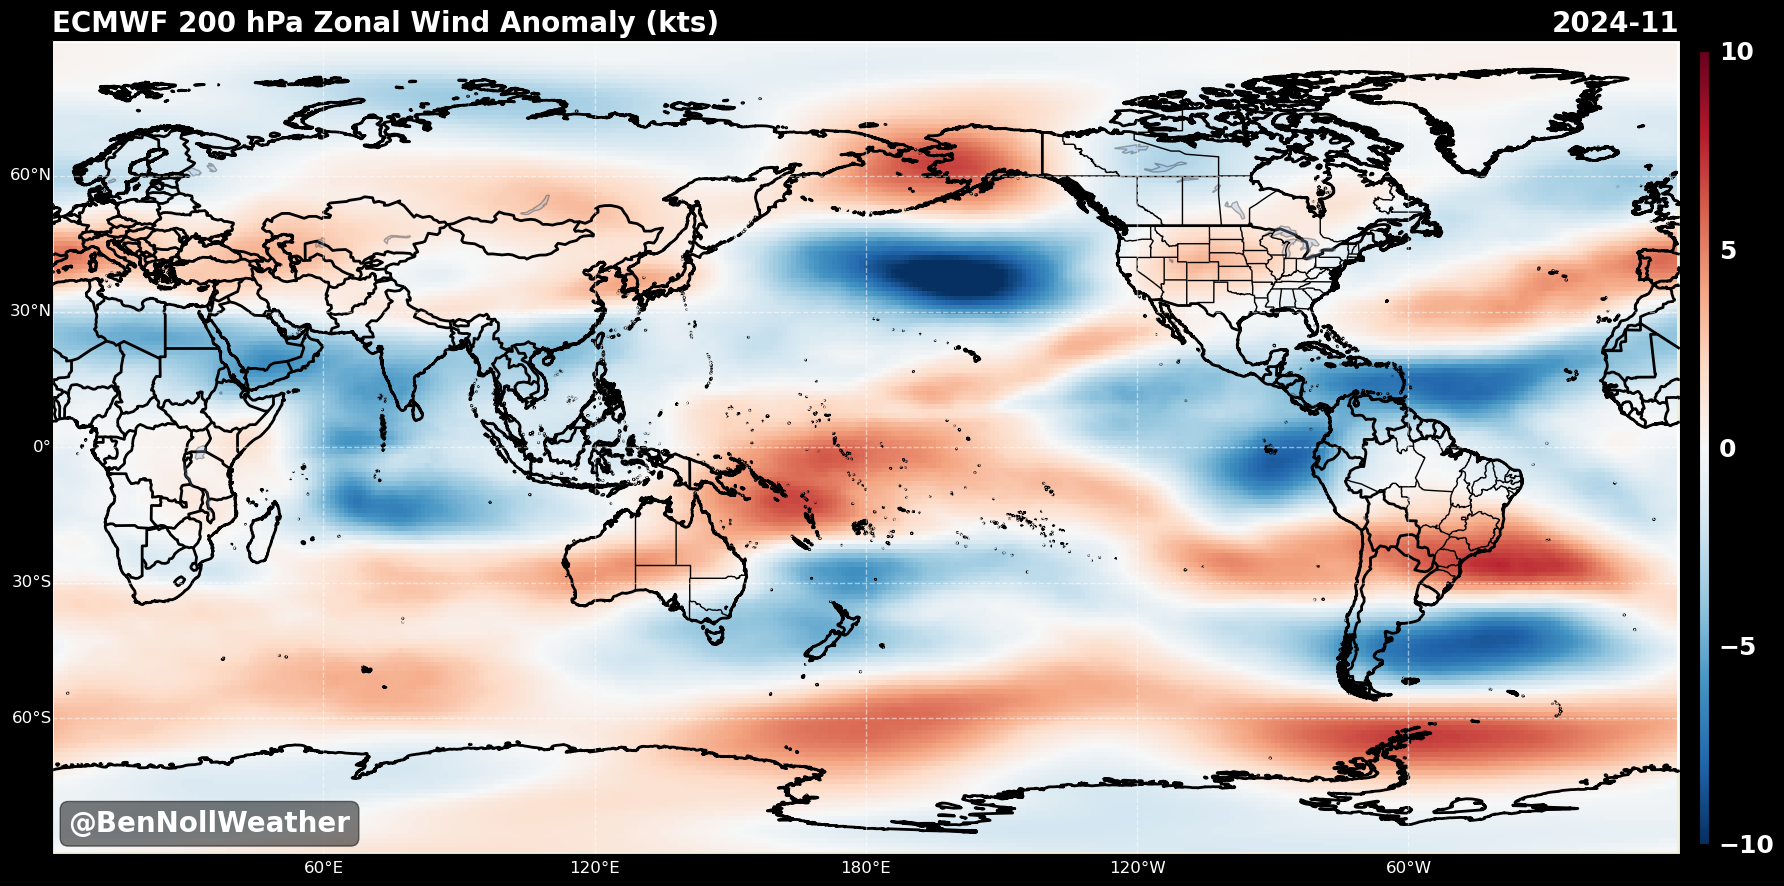 ECMWF 200 hPa Zonal Wind Anomaly (kts)
2024-11
10
5
0
−5
−10
60°N
30°N
0°
30°S
60°S
60°E
120°E
180°E
120°W
60°W
@BenNollWeather